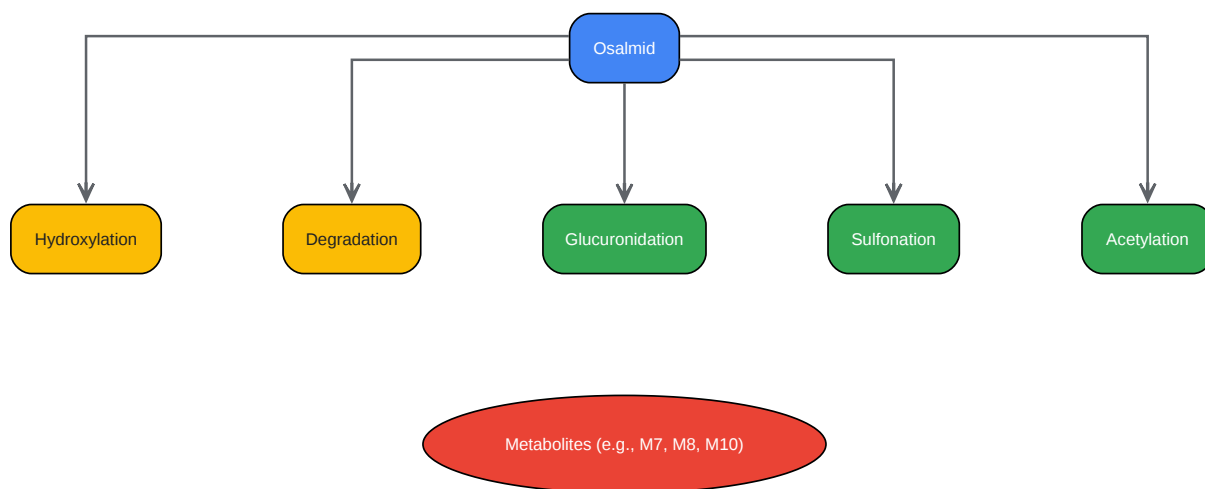 Osalmid
Hydroxylation
Degradation
Glucuronidation
Sulfonation
Acetylation
Metabolites (e.g., M7, M8, M10)